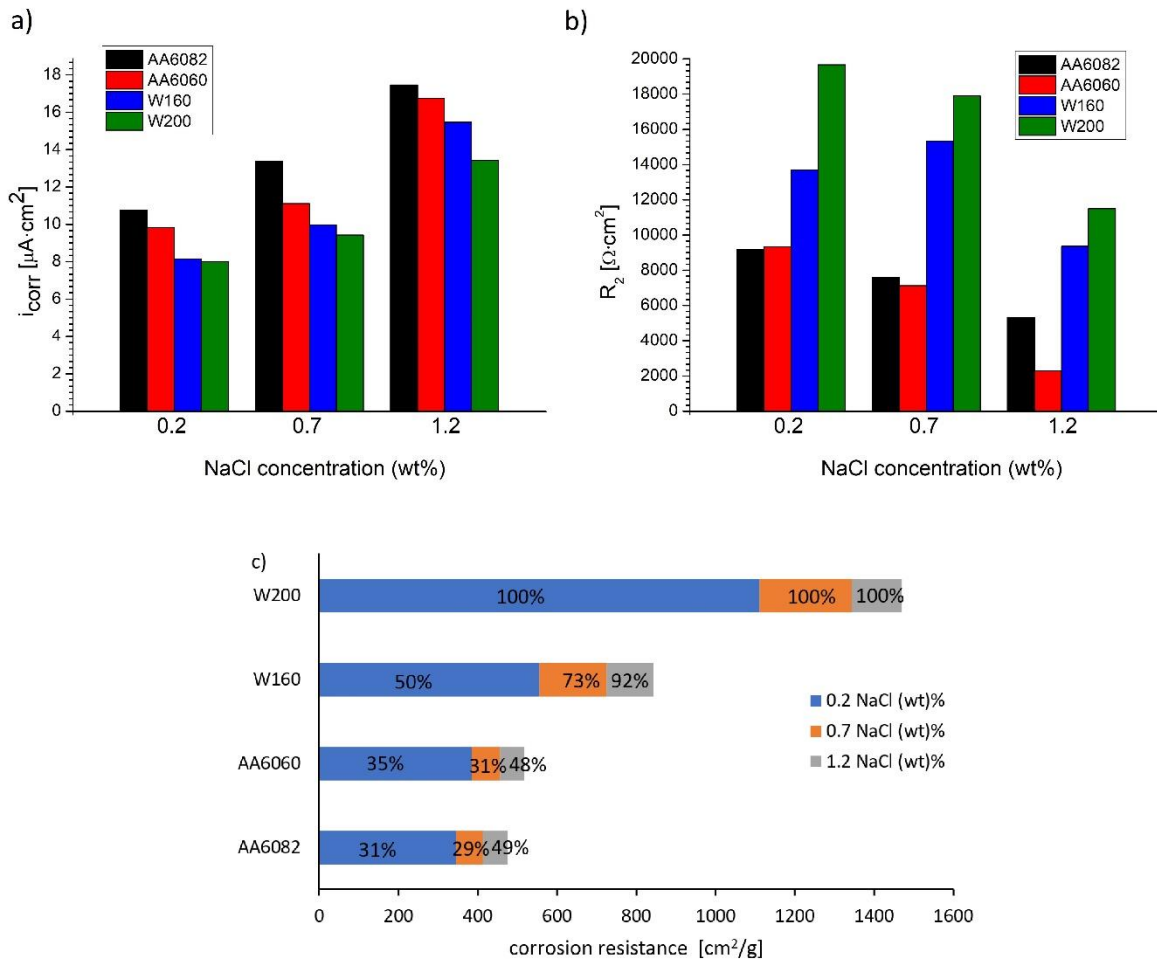 a)
AA6082
AA6060
W160
W200
18
16
14
12
10
8
6
4
2
0
i_corr [µA·cm²]
0.2 0.7 1.2
NaCl concentration (wt%)
b)
AA6082
AA6060
W160
W200
20000
18000
16000
14000
12000
10000
8000
6000
4000
2000
0
R_2 [Ω·cm²]
0.2 0.7 1.2
NaCl concentration (wt%)
c)
W200 100% 100% 100%
W160 50% 73% 92%
AA6060 35% 31% 48%
AA6082 31% 29% 49%
0.2 NaCl (wt)%
0.7 NaCl (wt)%
1.2 NaCl (wt)%
0 200 400 600 800 1000 1200 1400 1600
corrosion resistance [cm²/g]